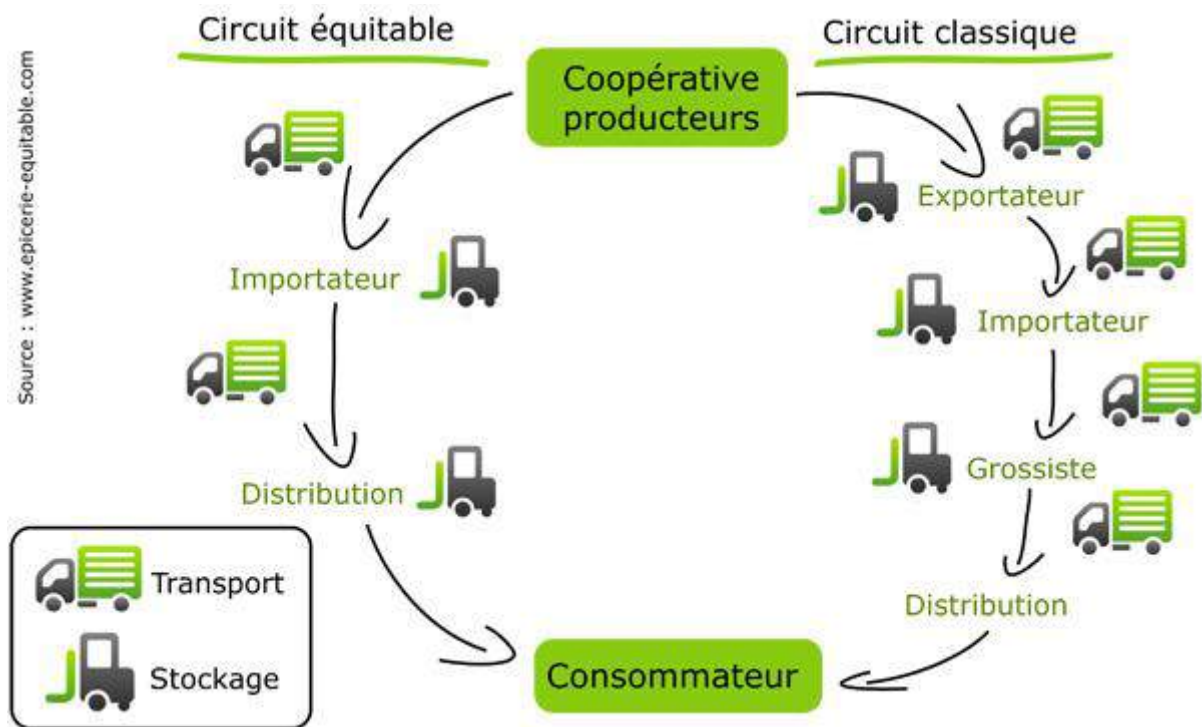 Circuit équitable
Circuit classique
Coopérative
producteurs
Source : www.epicerie-equitable.com
Exportateur
Importateur
Importateur
Grossiste
Distribution
Distribution
Transport
Stockage
Consommateur